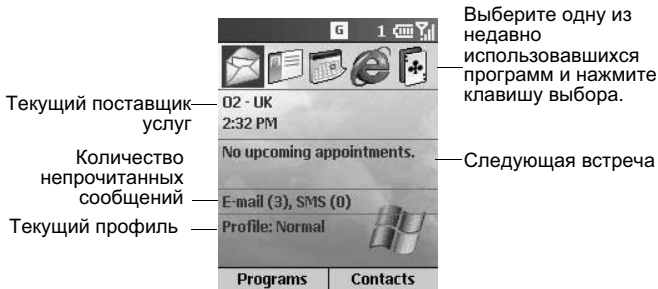 G 1
Выберите одну из
недавно
использовавшихся
программ и нажмите
клавишу выбора.
Текущий поставщик
услуг
O2 - UK
2:32 PM
Количество
непрочитанных
сообщений
No upcoming appointments.
Следующая встреча
E-mail (3), SMS (0)
Текущий профиль
Profile: Normal
Programs Contacts